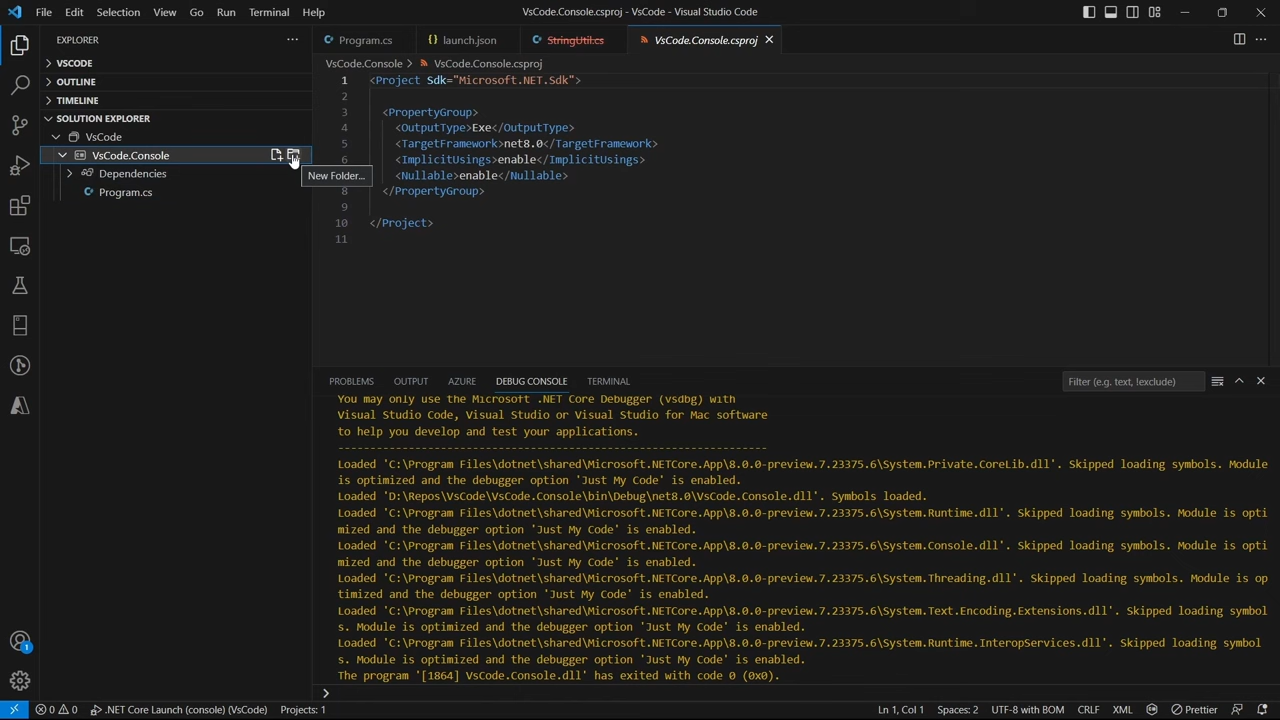 File Edit Selection View Go Run Terminal Help
VsCode.Console.csproj - VsCode - Visual Studio Code
EXPLORER
VSCODE
OUTLINE
TIMELINE
SOLUTION EXPLORER
VsCode
VsCode.Console
New Folder...
Dependencies
Program.cs
Program.cs launch.json StringUtil.cs VsCode.Console.csproj
VsCode.Console > VsCode.Console.csproj
1 <Project Sdk="Microsoft.NET.Sdk">
2
3 <PropertyGroup>
4 <OutputType>Exe</OutputType>
5 <TargetFramework>net8.0</TargetFramework>
6 <ImplicitUsings>enable</ImplicitUsings>
<Nullable>enable</Nullable>
8 </PropertyGroup>
9
10 </Project>
11
PROBLEMS OUTPUT AZURE DEBUG CONSOLE TERMINAL
Filter (e.g. text, !exclude)
You may only use the Microsoft .NET Core Debugger (vsdbg) with
Visual Studio Code, Visual Studio or Visual Studio for Mac software
to help you develop and test your applications.
-------------------------------------------------------------------
Loaded 'C:\Program Files\dotnet\shared\Microsoft.NETCore.App\8.0.0-preview.7.23375.6\System.Private.CoreLib.dll'. Skipped loading symbols. Module
is optimized and the debugger option 'Just My Code' is enabled.
Loaded 'D:\Repos\VsCode\VsCode.Console\bin\Debug\net8.0\VsCode.Console.dll'. Symbols loaded.
Loaded 'C:\Program Files\dotnet\shared\Microsoft.NETCore.App\8.0.0-preview.7.23375.6\System.Runtime.dll'. Skipped loading symbols. Module is opti
mized and the debugger option 'Just My Code' is enabled.
Loaded 'C:\Program Files\dotnet\shared\Microsoft.NETCore.App\8.0.0-preview.7.23375.6\System.Console.dll'. Skipped loading symbols. Module is opti
mized and the debugger option 'Just My Code' is enabled.
Loaded 'C:\Program Files\dotnet\shared\Microsoft.NETCore.App\8.0.0-preview.7.23375.6\System.Threading.dll'. Skipped loading symbols. Module is op
timized and the debugger option 'Just My Code' is enabled.
Loaded 'C:\Program Files\dotnet\shared\Microsoft.NETCore.App\8.0.0-preview.7.23375.6\System.Text.Encoding.Extensions.dll'. Skipped loading symbol
s. Module is optimized and the debugger option 'Just My Code' is enabled.
Loaded 'C:\Program Files\dotnet\shared\Microsoft.NETCore.App\8.0.0-preview.7.23375.6\System.Runtime.InteropServices.dll'. Skipped loading symbol
s. Module is optimized and the debugger option 'Just My Code' is enabled.
The program '[1864] VsCode.Console.dll' has exited with code 0 (0x0).
>
1
0 0 .NET Core Launch (console) (VsCode) Projects: 1 Ln 1, Col 1 Spaces: 2 UTF-8 with BOM CRLF XML Prettier